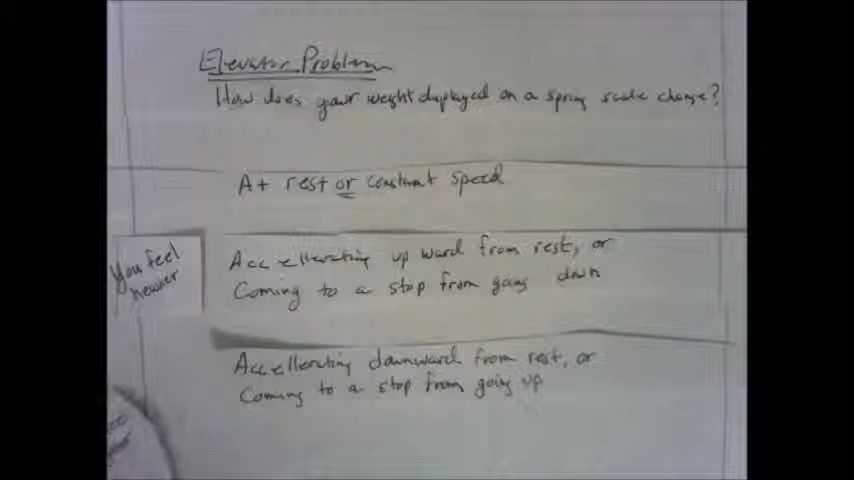 Elevator Problem
How does your weight displayed on a spring scale change?
At rest or constant speed
You feel
heavier
Accellerating upward from rest, or
Coming to a stop from going down
Accellerating downward from rest, or
Coming to a stop from going up